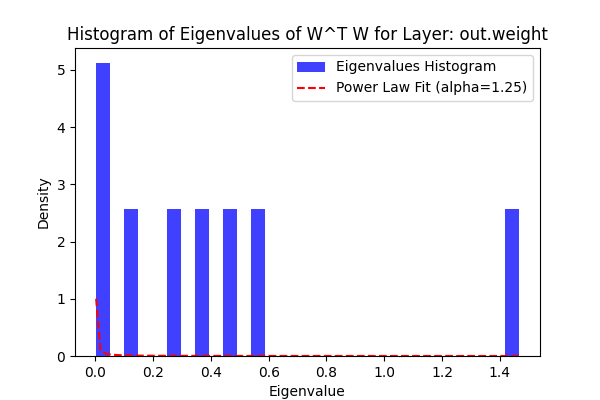 Histogram of Eigenvalues of W^T W for Layer: out.weight
Eigenvalues Histogram
Power Law Fit (alpha=1.25)
Density
5
4
3
2
1
0
0.0 0.2 0.4 0.6 0.8 1.0 1.2 1.4
Eigenvalue